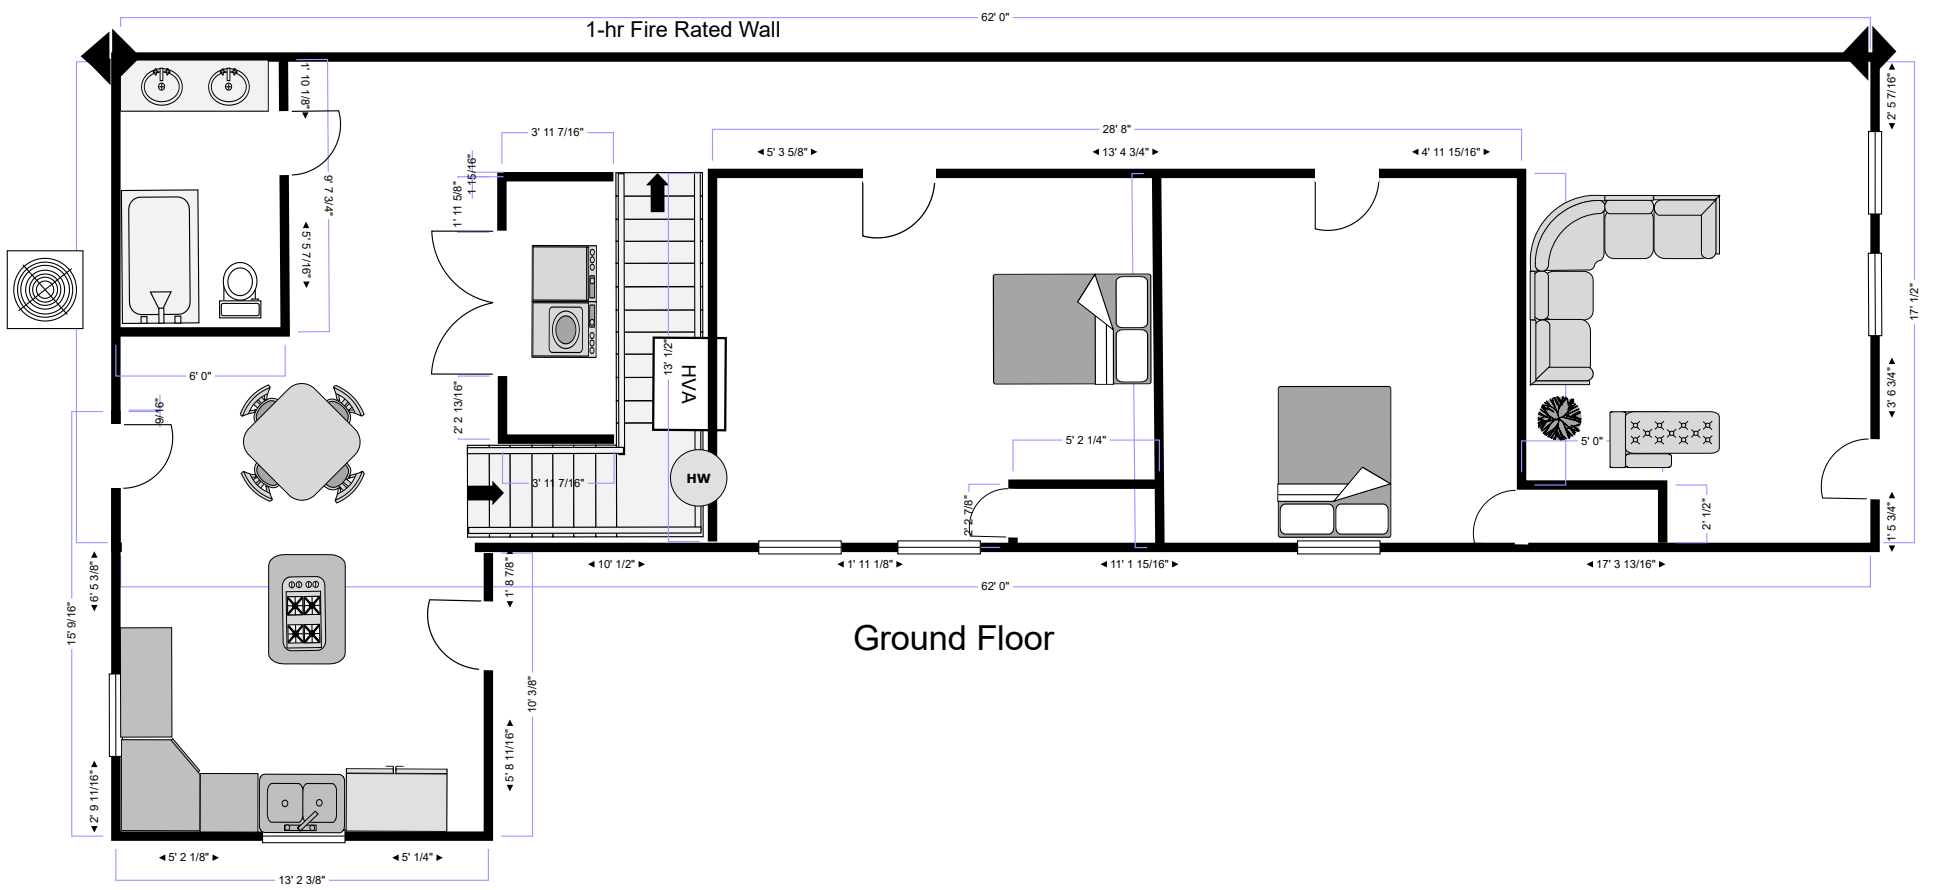 62' 0"
1-hr Fire Rated Wall
1' 10 1/8"
2' 5 7/16"
3' 11 7/16"
28' 8"
5' 3 5/8"
13' 4 3/4"
4' 11 15/16"
1 15/16"
1' 11 5/8"
9' 7 3/4"
5' 5 7/16"
17' 1/2"
13' 1/2"
HVA
6' 0"
9/16"
2' 2 13/16"
3' 6 3/4"
5' 2 1/4"
5' 0"
HW
3' 11 7/16"
2' 2 7/8"
2' 1/2"
1' 5 3/4"
10' 1/2"
1' 11 1/8"
11' 1 15/16"
17' 3 13/16"
6' 5 3/8"
1' 8 7/8"
62' 0"
15' 9/16"
Ground Floor
10' 3/8"
5' 8 11/16"
2' 9 11/16"
5' 2 1/8"
5' 1/4"
13' 2 3/8"